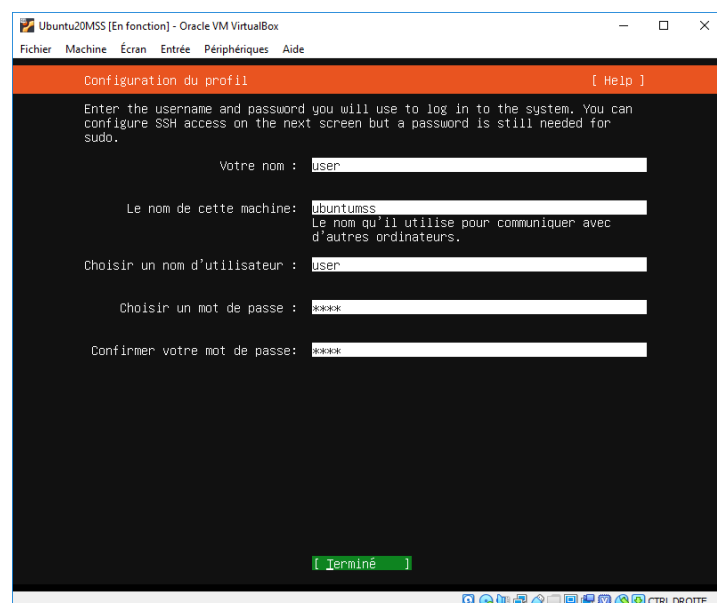 Ubuntu20MSS [En fonction] - Oracle VM VirtualBox
Fichier Machine Écran Entrée Périphériques Aide
Configuration du profil [ Help ]
Enter the username and password you will use to log in to the system. You can
configure SSH access on the next screen but a password is still needed for
sudo.
Votre nom : user
Le nom de cette machine: ubuntumss
Le nom qu'il utilise pour communiquer avec
d'autres ordinateurs.
Choisir un nom d'utilisateur : user
Choisir un mot de passe : ****
Confirmer votre mot de passe: ****
[ Terminé ]
CTRL DROITE